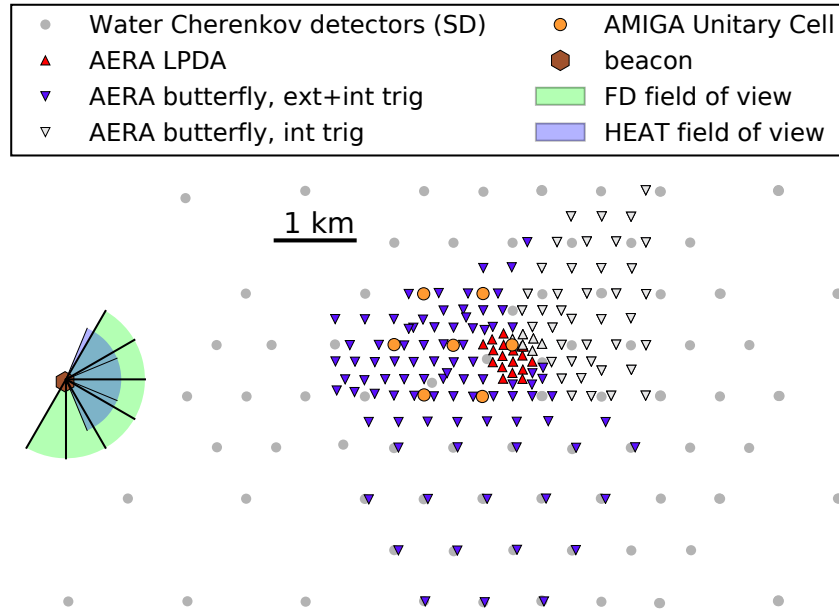 Water Cherenkov detectors (SD)
AERA LPDA
AERA butterfly, ext+int trig
AERA butterfly, int trig
AMIGA Unitary Cell
beacon
FD field of view
HEAT field of view
1 km